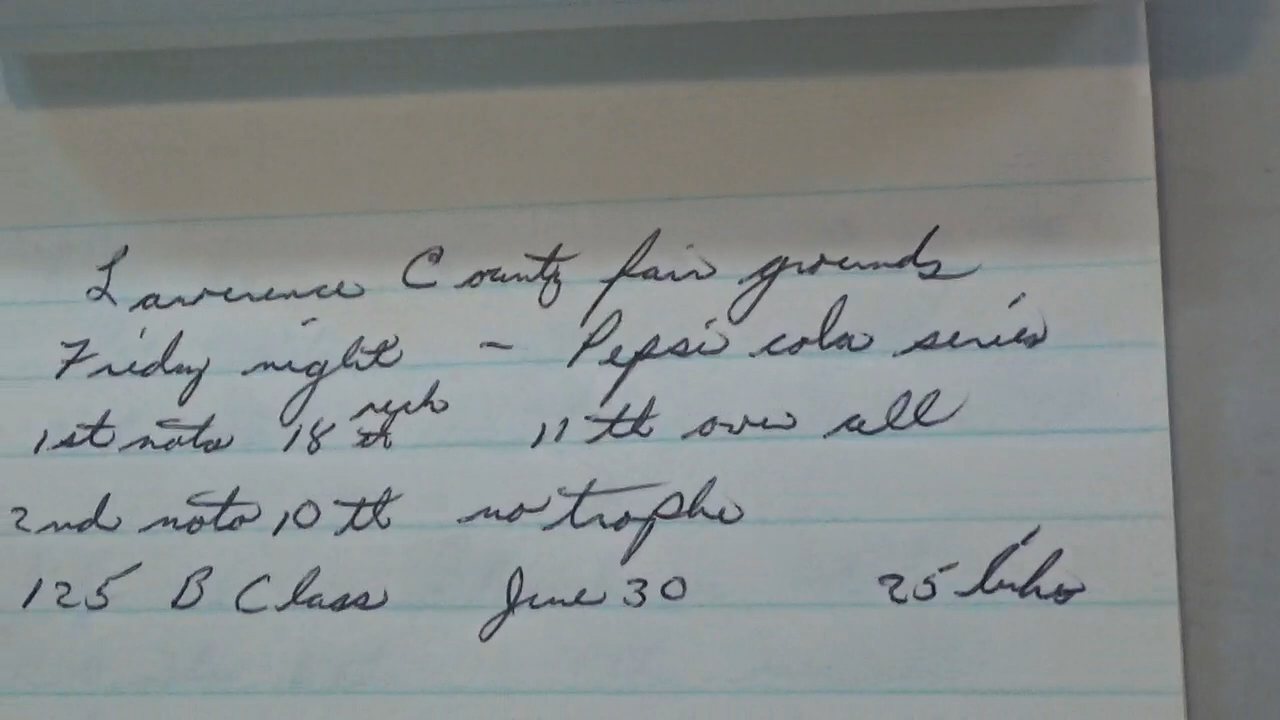 Lawrence County fair grounds
Friday night - Pepsi cola series
1st moto 18th 11th over all
2nd moto 10th no trophe
125 B Class June 30 25 bikes